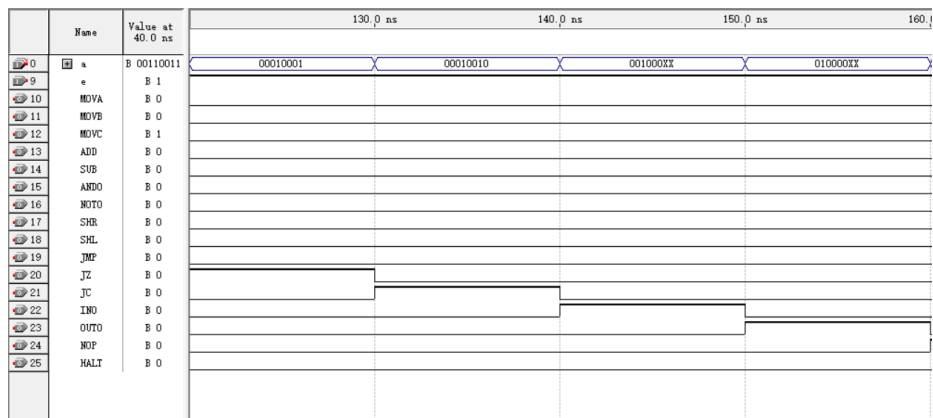 Name
Value at
40.0 ns
130.0 ns
140.0 ns
150.0 ns
160.
0 a B 00110011 00010001 00010010 001000XX 010000XX
9 e B 1
10 MOVA B 0
11 MOVB B 0
12 MOVC B 1
13 ADD B 0
14 SUB B 0
15 ANDO B 0
16 NOTO B 0
17 SHR B 0
18 SHL B 0
19 JMP B 0
20 JZ B 0
21 JC B 0
22 INO B 0
23 OUTO B 0
24 NOP B 0
25 HALT B 0